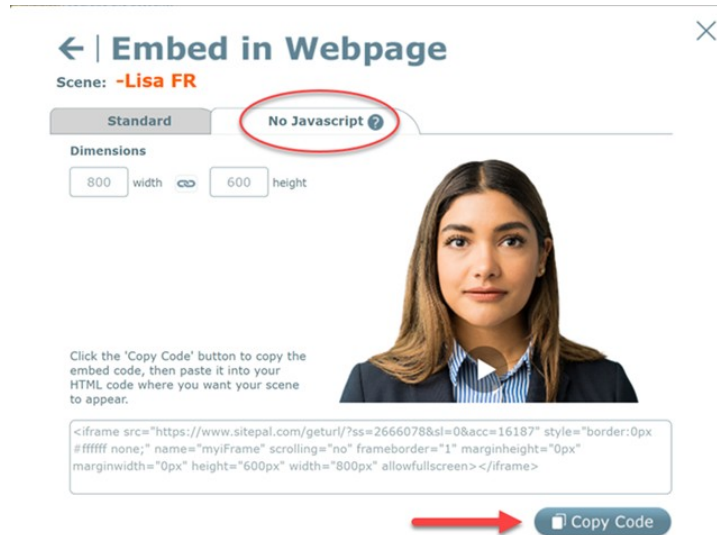 ← | Embed in Webpage
Scene: -Lisa FR
Standard
No Javascript ?
Dimensions
800 width 600 height
Click the 'Copy Code' button to copy the
embed code, then paste it into your
HTML code where you want your scene
to appear.
<iframe src="https://www.sitepal.com/geturl/?ss=2666078&sl=0&acc=16187" style="border:0px
#ffffff none;" name="myiFrame" scrolling="no" frameborder="1" marginheight="0px"
marginwidth="0px" height="600px" width="800px" allowfullscreen></iframe>
Copy Code